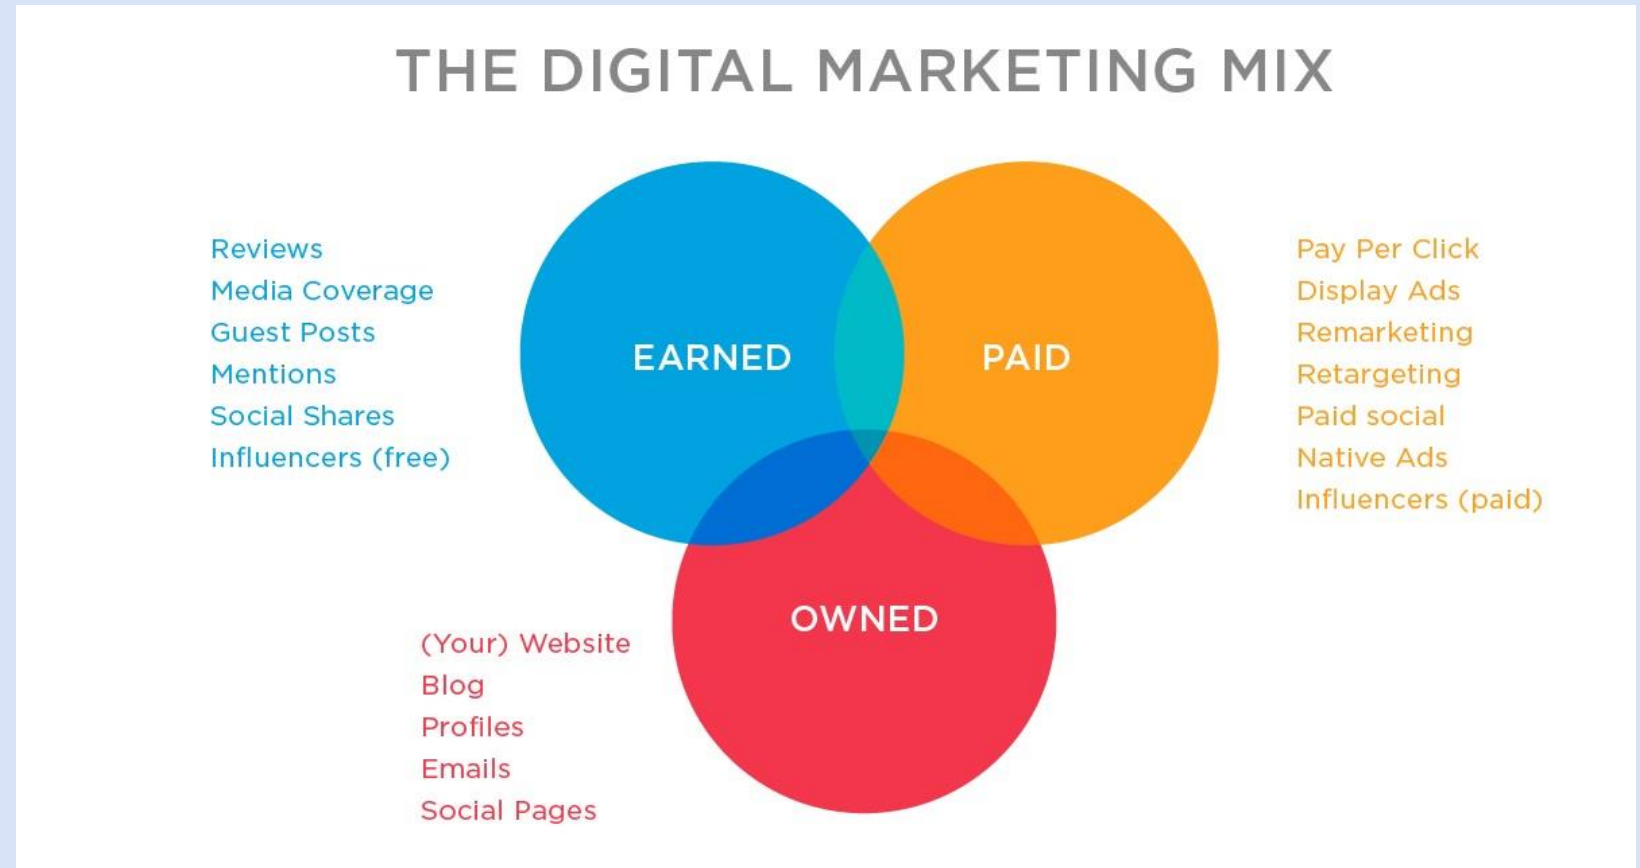 THE DIGITAL MARKETING MIX
Reviews
Media Coverage
Guest Posts
Mentions
Social Shares
Influencers (free)
EARNED
PAID
Pay Per Click
Display Ads
Remarketing
Retargeting
Paid social
Native Ads
Influencers (paid)
OWNED
(Your) Website
Blog
Profiles
Emails
Social Pages